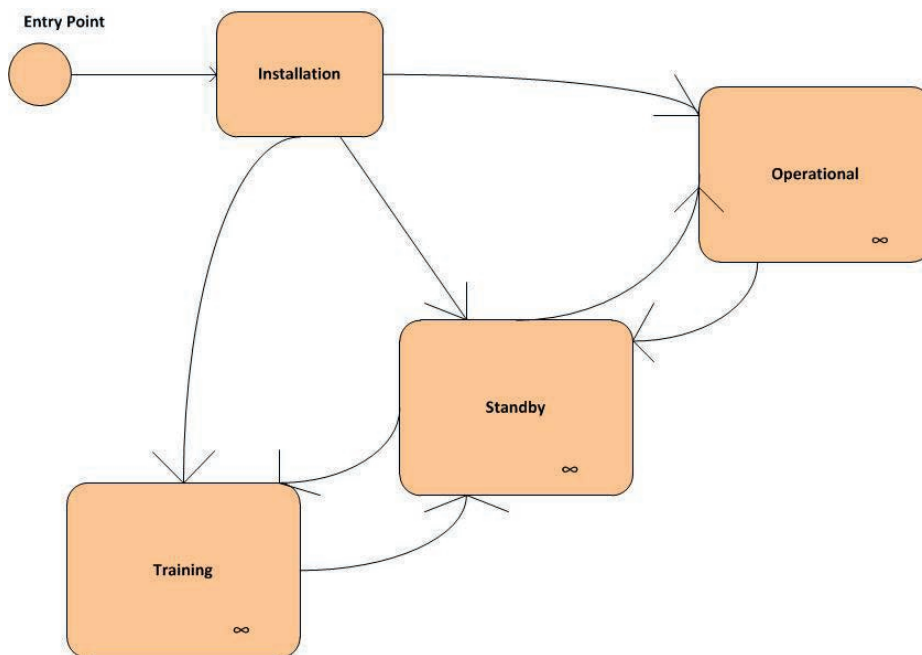 Entry Point
Installation
Operational
∞
Standby
∞
Training
∞